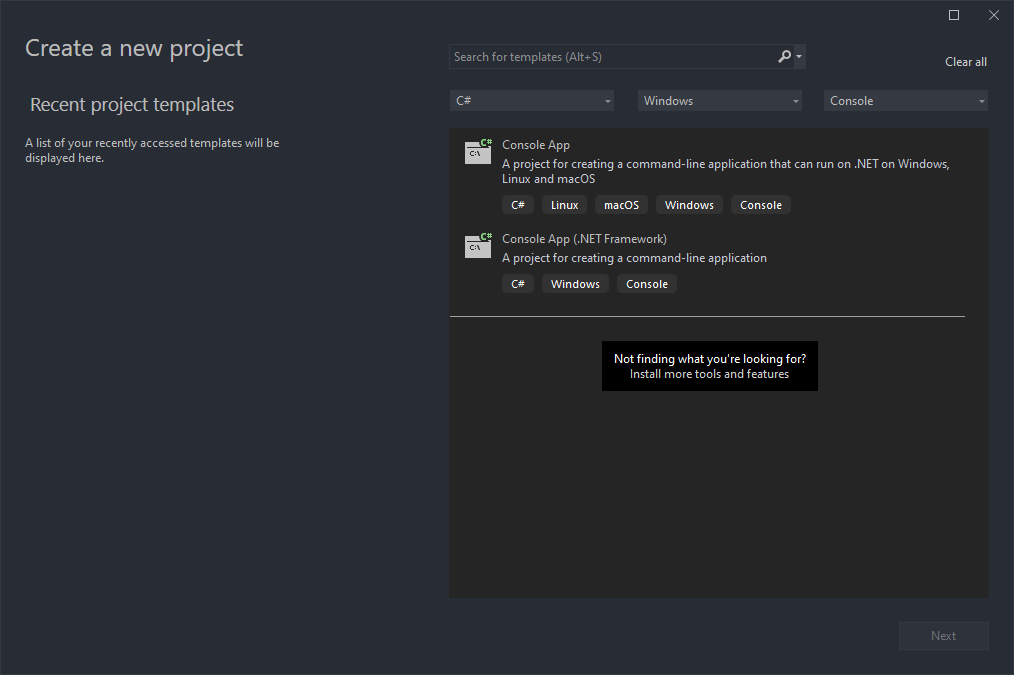 Create a new project
Search for templates (Alt+S)
Clear all
Recent project templates
A list of your recently accessed templates will be
displayed here.
C#
Windows
Console
C#
C:\
Console App
A project for creating a command-line application that can run on .NET on Windows,
Linux and macOS
C# Linux macOS Windows Console
C#
C:\
Console App (.NET Framework)
A project for creating a command-line application
C# Windows Console
Not finding what you're looking for?
Install more tools and features
Next